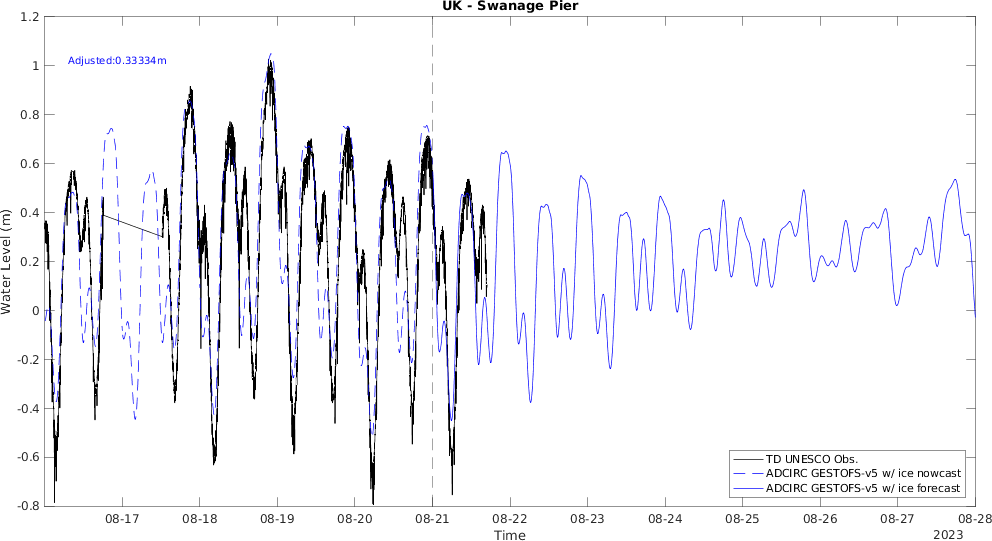 UK - Swanage Pier
Adjusted:0.33334m
1.2
1
0.8
0.6
0.4
0.2
0
-0.2
-0.4
-0.6
-0.8
Water Level (m)
08-17 08-18 08-19 08-20 08-21 08-22 08-23 08-24 08-25 08-26 08-27 08-28
Time
2023
TD UNESCO Obs.
ADCIRC GESTOFS-v5 w/ ice nowcast
ADCIRC GESTOFS-v5 w/ ice forecast